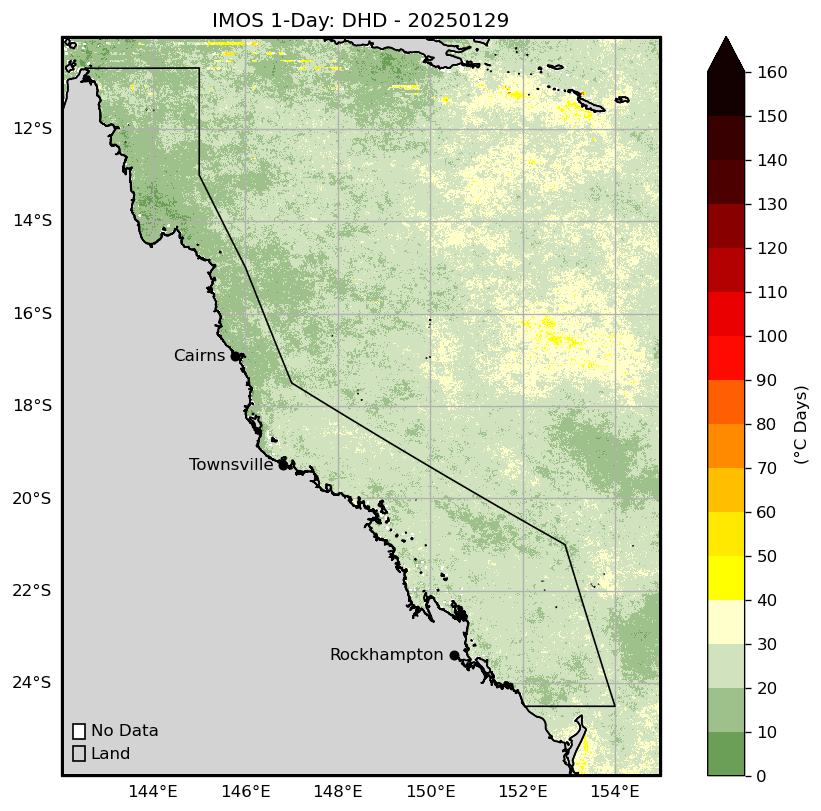 IMOS 1-Day: DHD - 20250129
12°S
14°S
16°S
18°S
20°S
22°S
24°S
Cairns
Townsville
Rockhampton
No Data
Land
144°E 146°E 148°E 150°E 152°E 154°E
160
150
140
130
120
110
100
90
80
70
60
50
40
30
20
10
0
(°C Days)